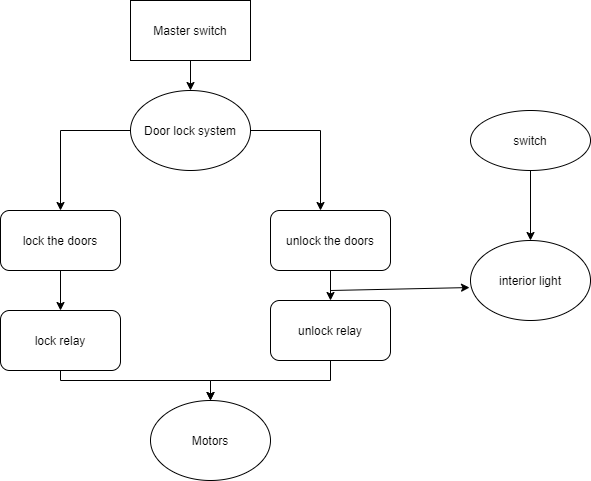 Master switch
Door lock system
switch
lock the doors
unlock the doors
interior light
lock relay
unlock relay
Motors